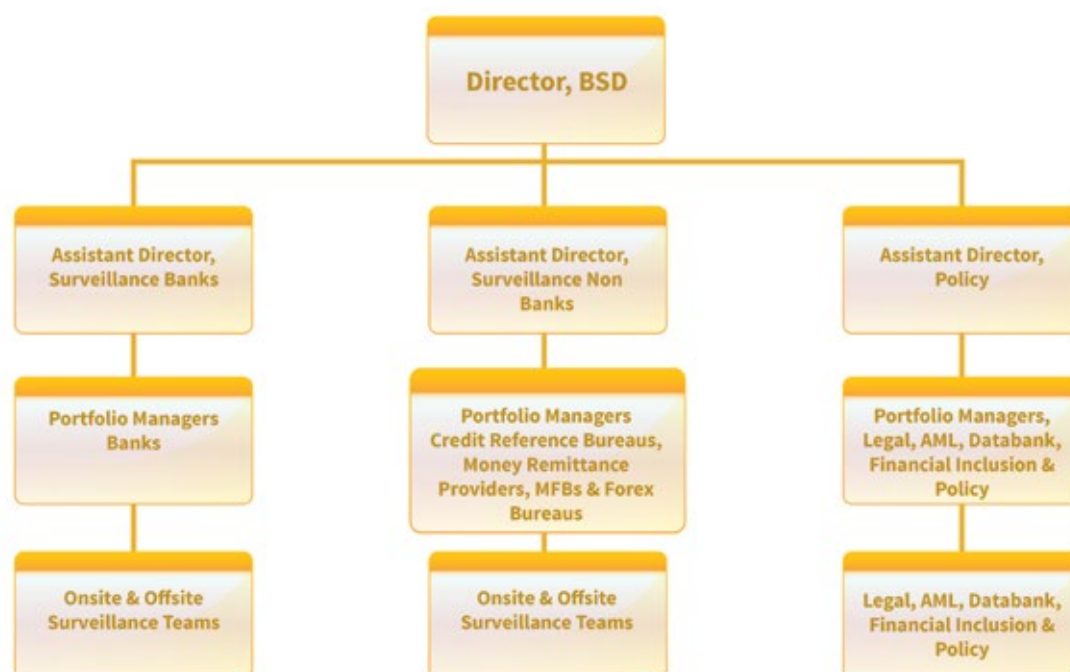 Director, BSD
Assistant Director,
Surveillance Banks
Assistant Director,
Surveillance Non
Banks
Assistant Director,
Policy
Portfolio Managers
Banks
Portfolio Managers
Credit Reference Bureaus,
Money Remittance
Providers, MFBs & Forex
Bureaus
Portfolio Managers,
Legal, AML, Databank,
Financial Inclusion &
Policy
Onsite & Offsite
Surveillance Teams
Onsite & Offsite
Surveillance Teams
Legal, AML, Databank,
Financial Inclusion &
Policy